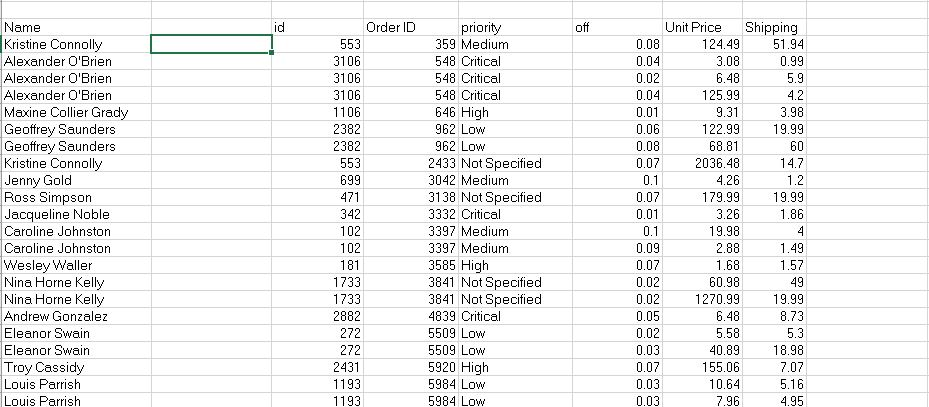 Name id Order ID priority off Unit Price Shipping
Kristine Connolly 553 359 Medium 0.08 124.49 51.94
Alexander O'Brien 3106 548 Critical 0.04 3.08 0.99
Alexander O'Brien 3106 548 Critical 0.02 6.48 5.9
Alexander O'Brien 3106 548 Critical 0.04 125.99 4.2
Maxine Collier Grady 1106 646 High 0.01 9.31 3.98
Geoffrey Saunders 2382 962 Low 0.06 122.99 19.99
Geoffrey Saunders 2382 962 Low 0.08 68.81 60
Kristine Connolly 553 2433 Not Specified 0.07 2036.48 14.7
Jenny Gold 699 3042 Medium 0.1 4.26 1.2
Ross Simpson 471 3138 Not Specified 0.07 179.99 19.99
Jacqueline Noble 342 3332 Critical 0.01 3.26 1.86
Caroline Johnston 102 3397 Medium 0.1 19.98 4
Caroline Johnston 102 3397 Medium 0.09 2.88 1.49
Wesley Waller 181 3585 High 0.07 1.68 1.57
Nina Horne Kelly 1733 3841 Not Specified 0.02 60.98 49
Nina Horne Kelly 1733 3841 Not Specified 0.02 1270.99 19.99
Andrew Gonzalez 2882 4839 Critical 0.05 6.48 8.73
Eleanor Swain 272 5509 Low 0.02 5.58 5.3
Eleanor Swain 272 5509 Low 0.03 40.89 18.98
Troy Cassidy 2431 5920 High 0.07 155.06 7.07
Louis Parrish 1193 5984 Low 0.03 10.64 5.16
Louis Parrish 1193 5984 Low 0.03 7.96 4.95